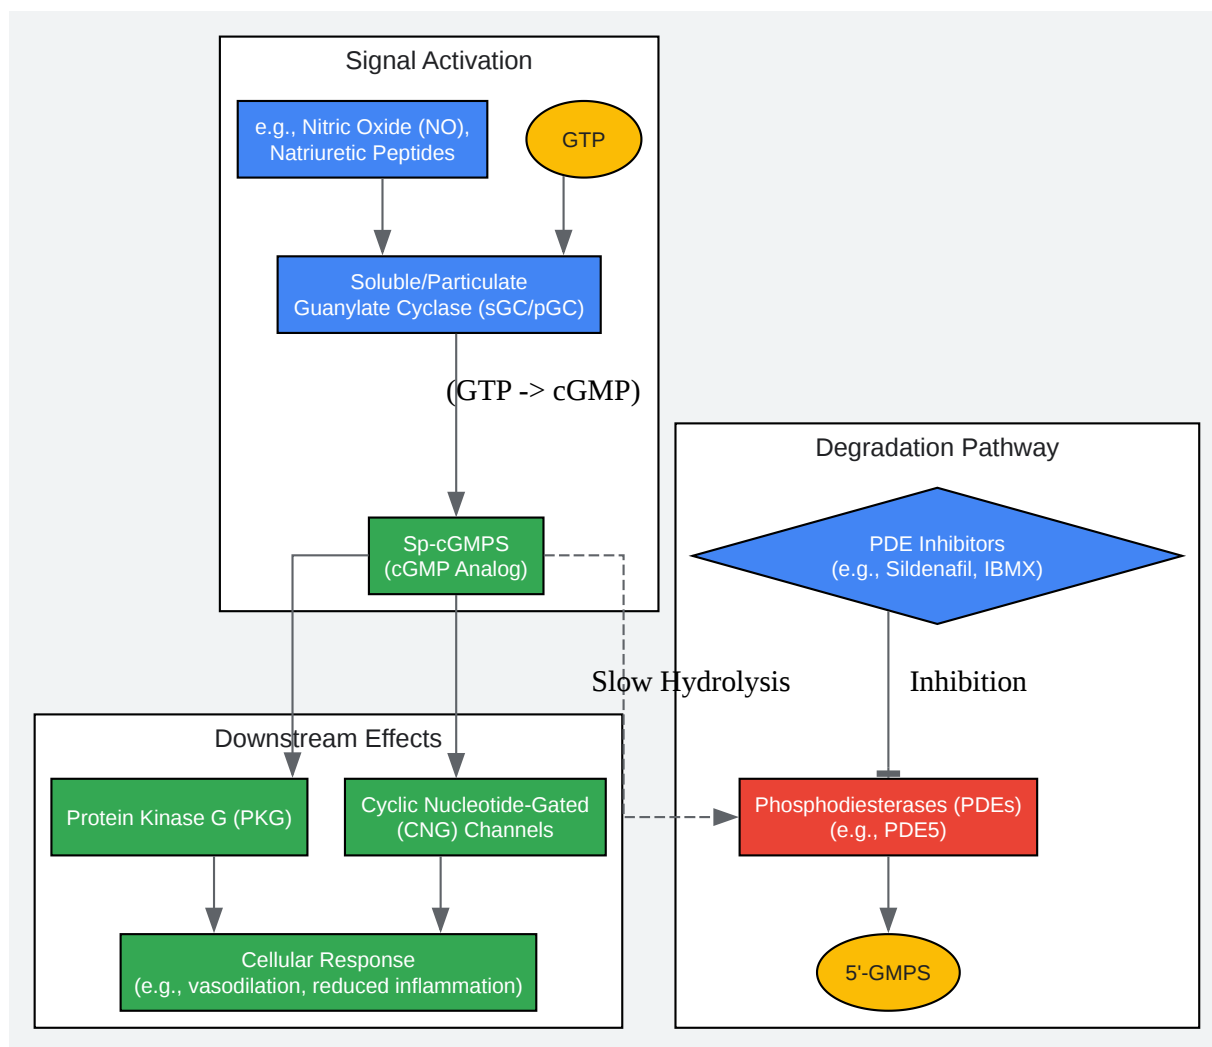 Signal Activation
e.g., Nitric Oxide (NO),
Natriuretic Peptides
GTP
Soluble/Particulate
Guanylate Cyclase (sGC/pGC)
(GTP -> cGMP)
Sp-cGMPS
(cGMP Analog)
Degradation Pathway
PDE Inhibitors
(e.g., Sildenafil, IBMX)
Slow Hydrolysis
Inhibition
Downstream Effects
Protein Kinase G (PKG)
Cyclic Nucleotide-Gated
(CNG) Channels
Phosphodiesterases (PDEs)
(e.g., PDE5)
Cellular Response
(e.g., vasodilation, reduced inflammation)
5'-GMPS